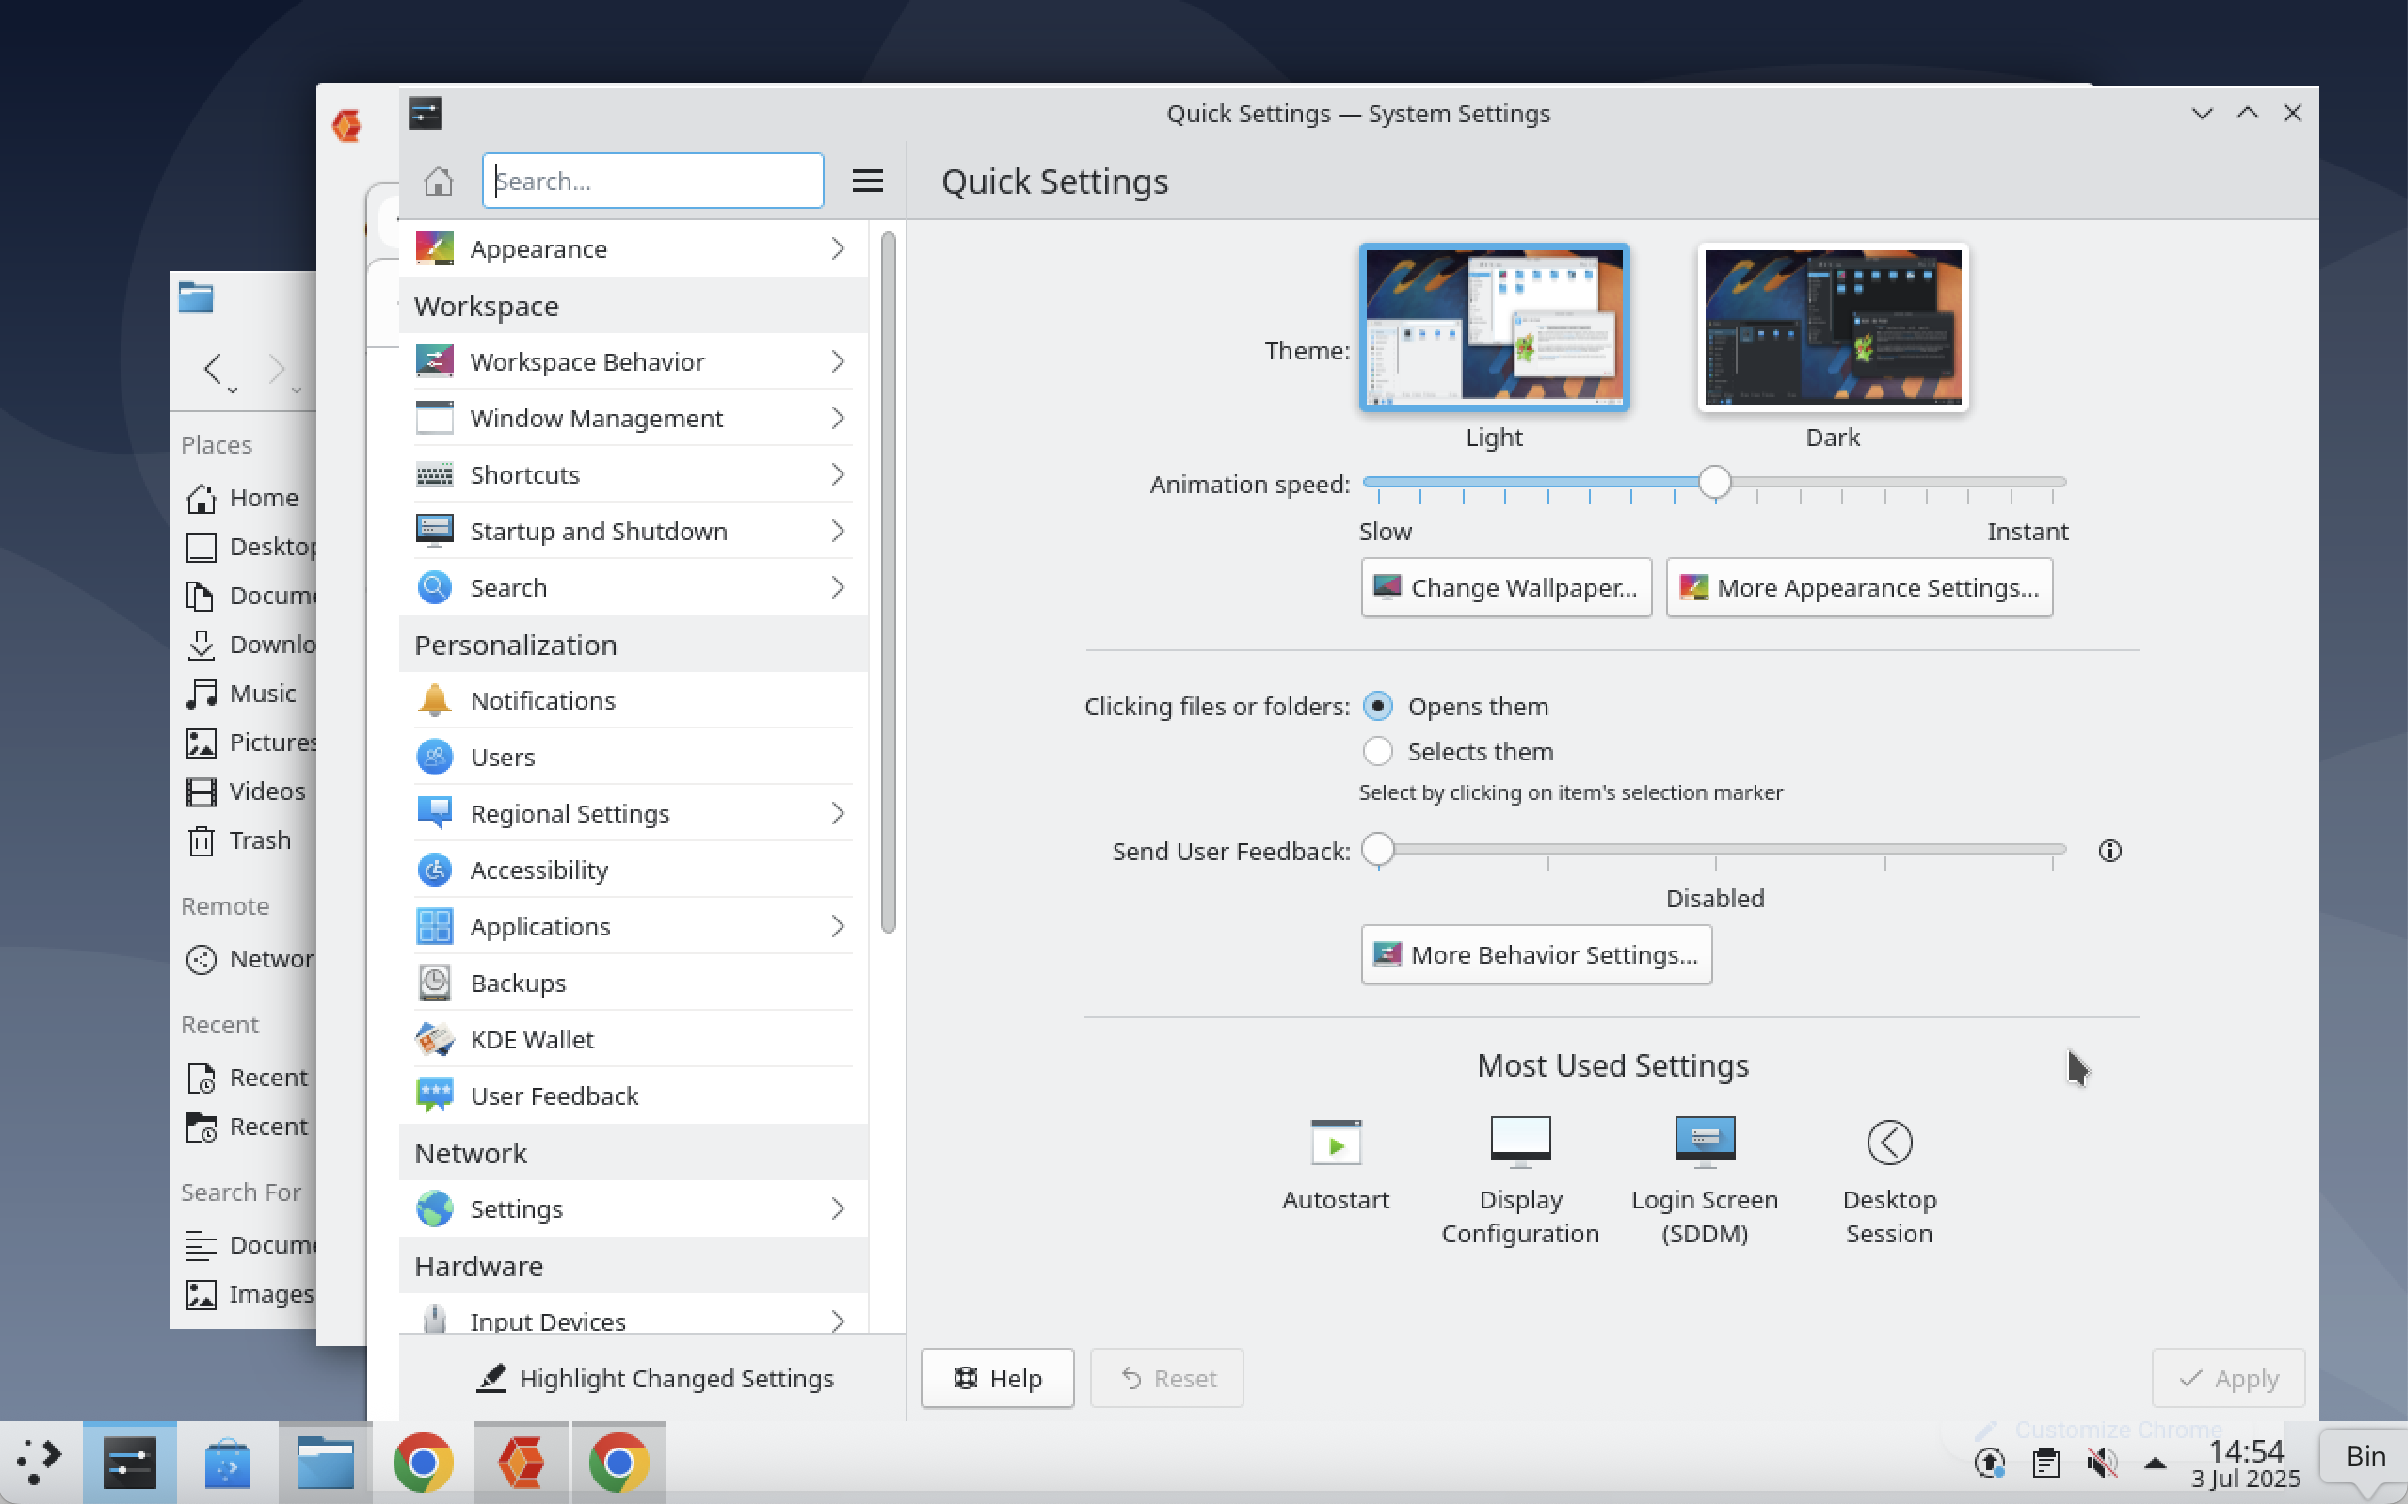 Quick Settings — System Settings
Search...
Quick Settings
Appearance
Workspace
Workspace Behavior
Window Management
Shortcuts
Startup and Shutdown
Search
Personalization
Notifications
Users
Regional Settings
Accessibility
Applications
Backups
KDE Wallet
User Feedback
Network
Settings
Hardware
Input Devices
Highlight Changed Settings
Theme:
Light
Dark
Animation speed:
Slow
Instant
Change Wallpaper...
More Appearance Settings...
Clicking files or folders:
Opens them
Selects them
Select by clicking on item's selection marker
Send User Feedback:
Disabled
More Behavior Settings...
Most Used Settings
Autostart
Display
Configuration
Login Screen
(SDDM)
Desktop
Session
Help
Reset
Apply
Places
Home
Desktop
Docume
Downlo
Music
Pictures
Videos
Trash
Remote
Networ
Recent
Recent
Recent
Search For
Docume
Images
Customize Chrome
14:54
3 Jul 2025
Bin